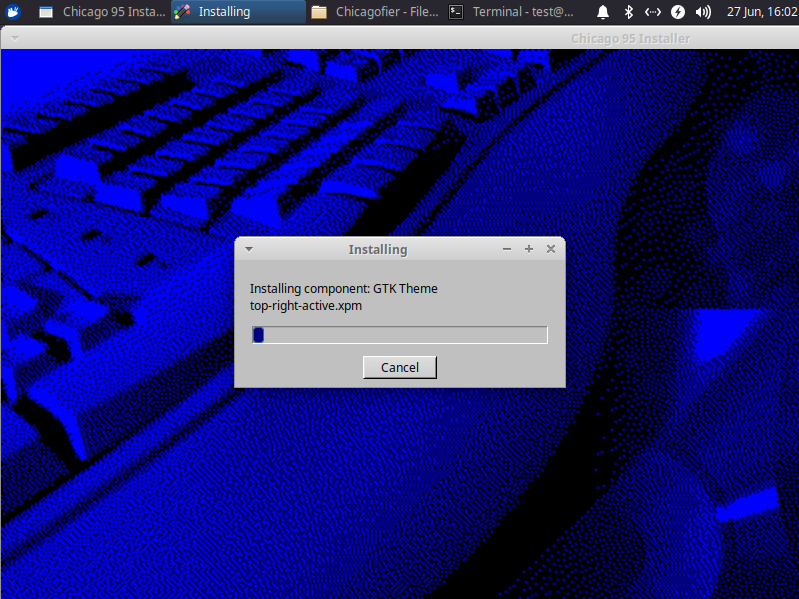 Chicago 95 Insta...
Installing
Chicagofier - File...
Terminal - test@...
27 Jun, 16:02
Chicago 95 Installer
Installing
Installing component: GTK Theme
top-right-active.xpm
Cancel